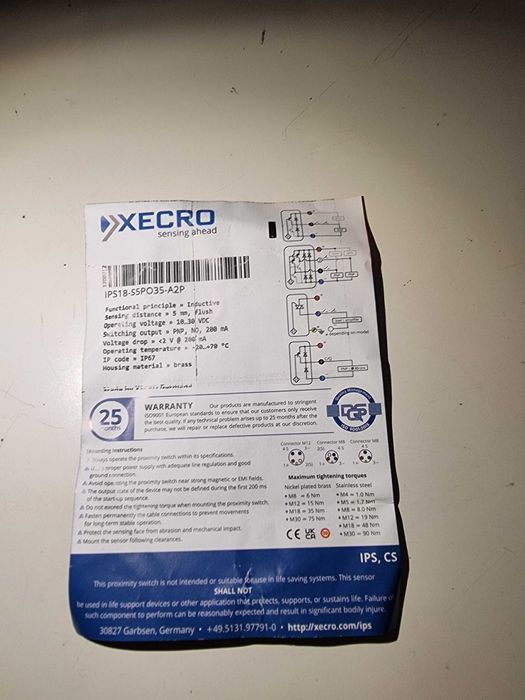 XECRO
sensing ahead
IPS18-S5PO35-A2P
Functional principle = Inductive
Sensing distance = 5 mm, flush
Operating voltage = 10…30 VDC
Switching output = PNP, NO, 200 mA
Voltage drop = <2 V @ 200 mA
Operating temperature = …+70 °C
IP code = IP67
Housing material = brass
depending on model
25
months
WARRANTY
Our products are manufactured to stringent
ISO9001 European standards to ensure that our customers only receive
the best quality. If any technical problem arises up to 25 months after the
purchase, we will repair or replace defective products at our discretion.
DQS
Mounting Instructions
Always operate the proximity switch within its specifications.
proper power supply with adequate line regulation and good
ground connection.
Avoid operating the proximity switch near strong magnetic or EMI fields.
The output state of the device may not be defined during the first 200 ms
of the start-up sequence.
Do not exceed the tightening torque when mounting the proximity switch.
Fasten permanently the cable connections to prevent movements
for long-term stable operation.
Protect the sensing face from abrasion and mechanical impact.
Mount the sensor following clearances.
Connector M12
Connector M8
Connector M8
Maximum tightening torques
Nickel plated brass
Stainless steel
• M8 = 6 Nm
• M12 = 15 Nm
• M18 = 35 Nm
• M30 = 75 Nm
• M4 = 1.0 Nm
• M5 = 1.7 Nm
• M8 = 8.0 Nm
• M12 = 19 Nm
• M18 = 48 Nm
• M30 = 90 Nm
CE UKCA
IPS, CS
This proximity switch is not intended or suitable for use in life saving systems. This sensor
SHALL NOT
be used in life support devices or other application that protects, supports, or sustains life. Failure of
such component to perform can be reasonably expected and result in significant bodily injure.
30827 Garbsen, Germany • +49.5131.97791-0 • http://xecro.com/ips